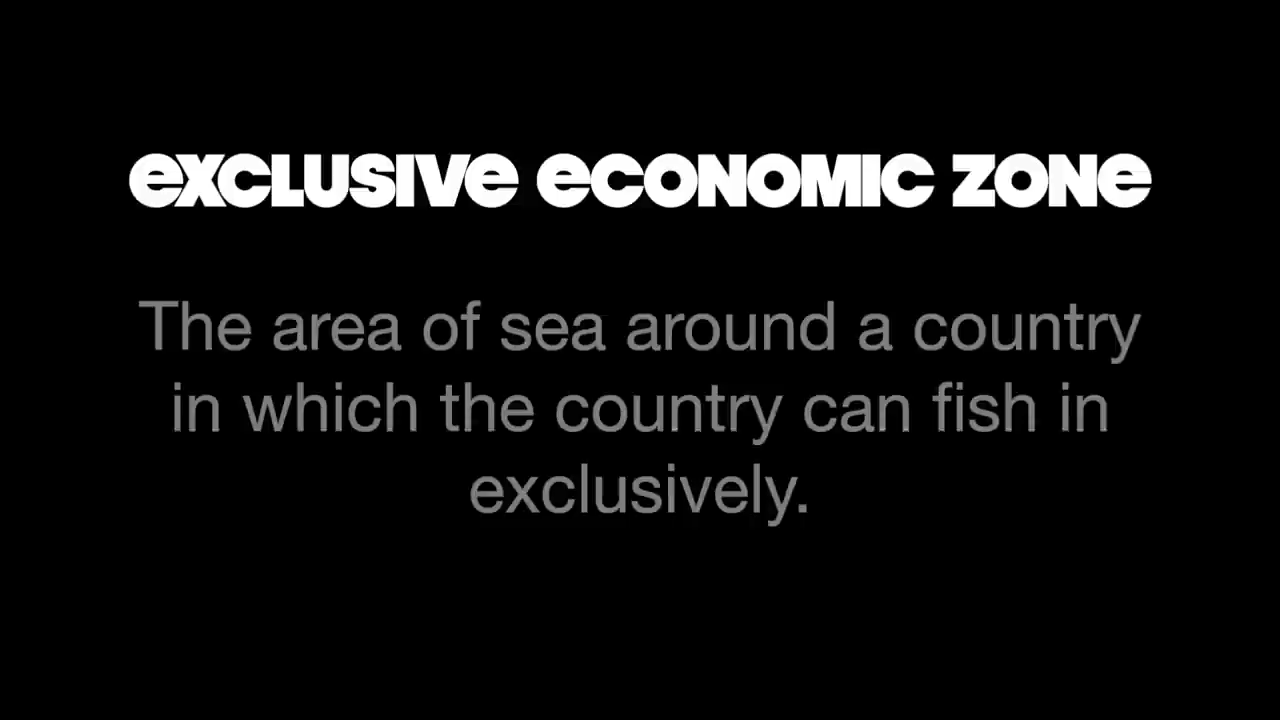 EXCLUSIVE ECONOMIC ZONE
The area of sea around a country
in which the country can fish in
exclusively.